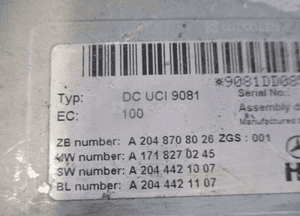 *9081DD08
Typ: DC UCI 9081
Serial No.:
EC: 100
Assembly d
Manufactured
ZB number: A 204 870 80 26 ZGS : 001
HW number: A 171 827 02 45
SW number: A 204 442 10 07
BL number: A 204 442 11 07
H